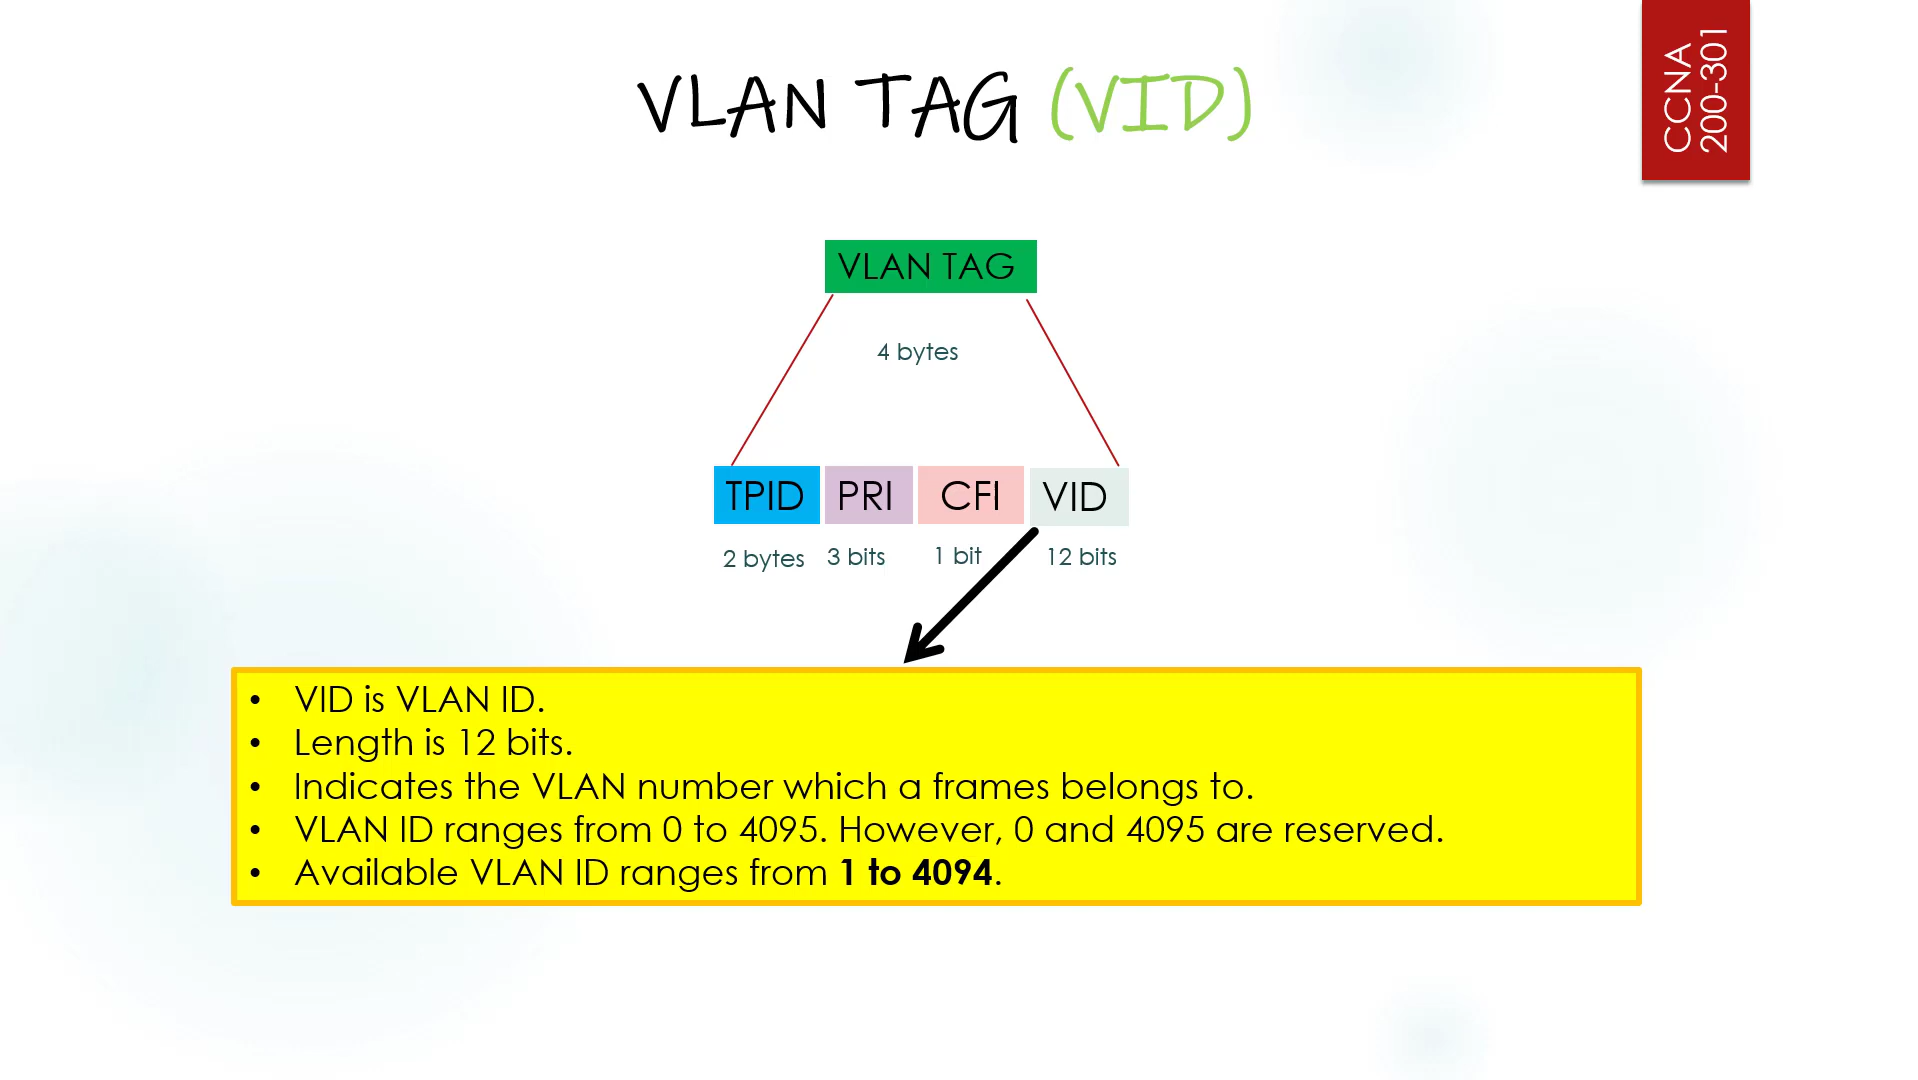 VLAN TAG (VID)
CCNA
200-301
VLAN TAG
4 bytes
TPID PRI CFI VID
2 bytes 3 bits 1 bit 12 bits
• VID is VLAN ID.
• Length is 12 bits.
• Indicates the VLAN number which a frames belongs to.
• VLAN ID ranges from 0 to 4095. However, 0 and 4095 are reserved.
• Available VLAN ID ranges from 1 to 4094.